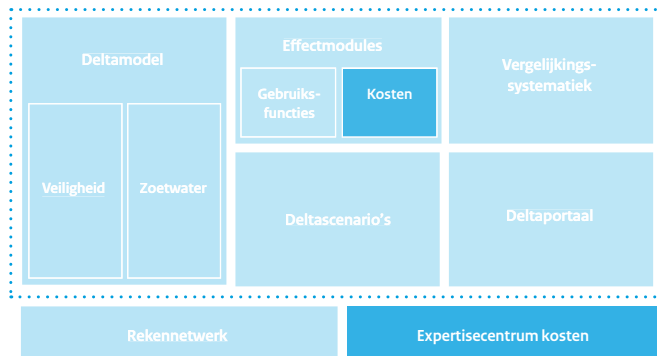 Deltamodel
Veiligheid
Zoetwater
Effectmodules
Gebruiks-
functies
Kosten
Vergelijkings-
systematiek
Deltascenario's
Deltaportaal
Rekennetwerk
Expertisecentrum kosten